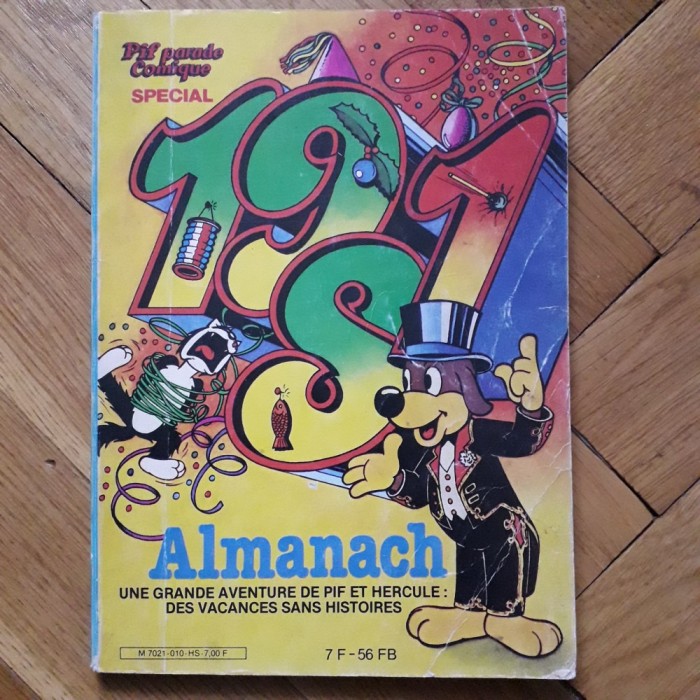 Pif parade
Comique
SPECIAL
1981
Almanach
UNE GRANDE AVENTURE DE PIF ET HERCULE :
DES VACANCES SANS HISTOIRES
M 7021-010-HS-7,00 F
7 F - 56 FB